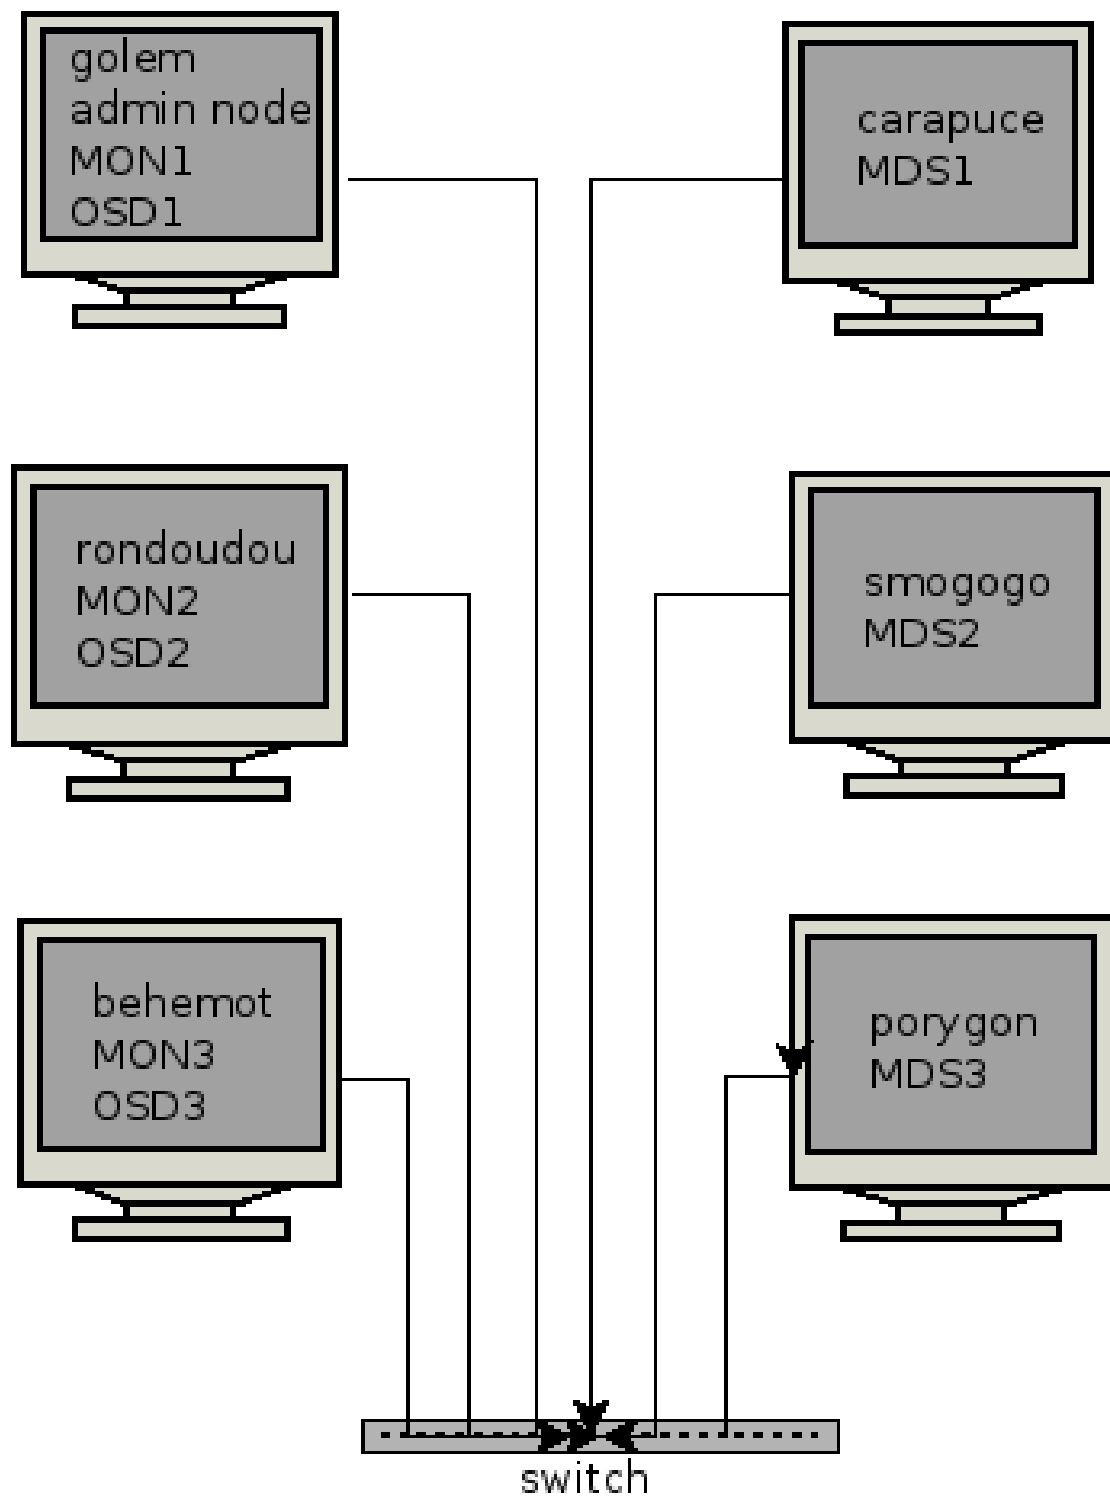 golem
admin node
MON1
OSD1
carapuce
MDS1
rondoudou
MON2
OSD2
smogogo
MDS2
behemot
MON3
OSD3
porygon
MDS3
switch